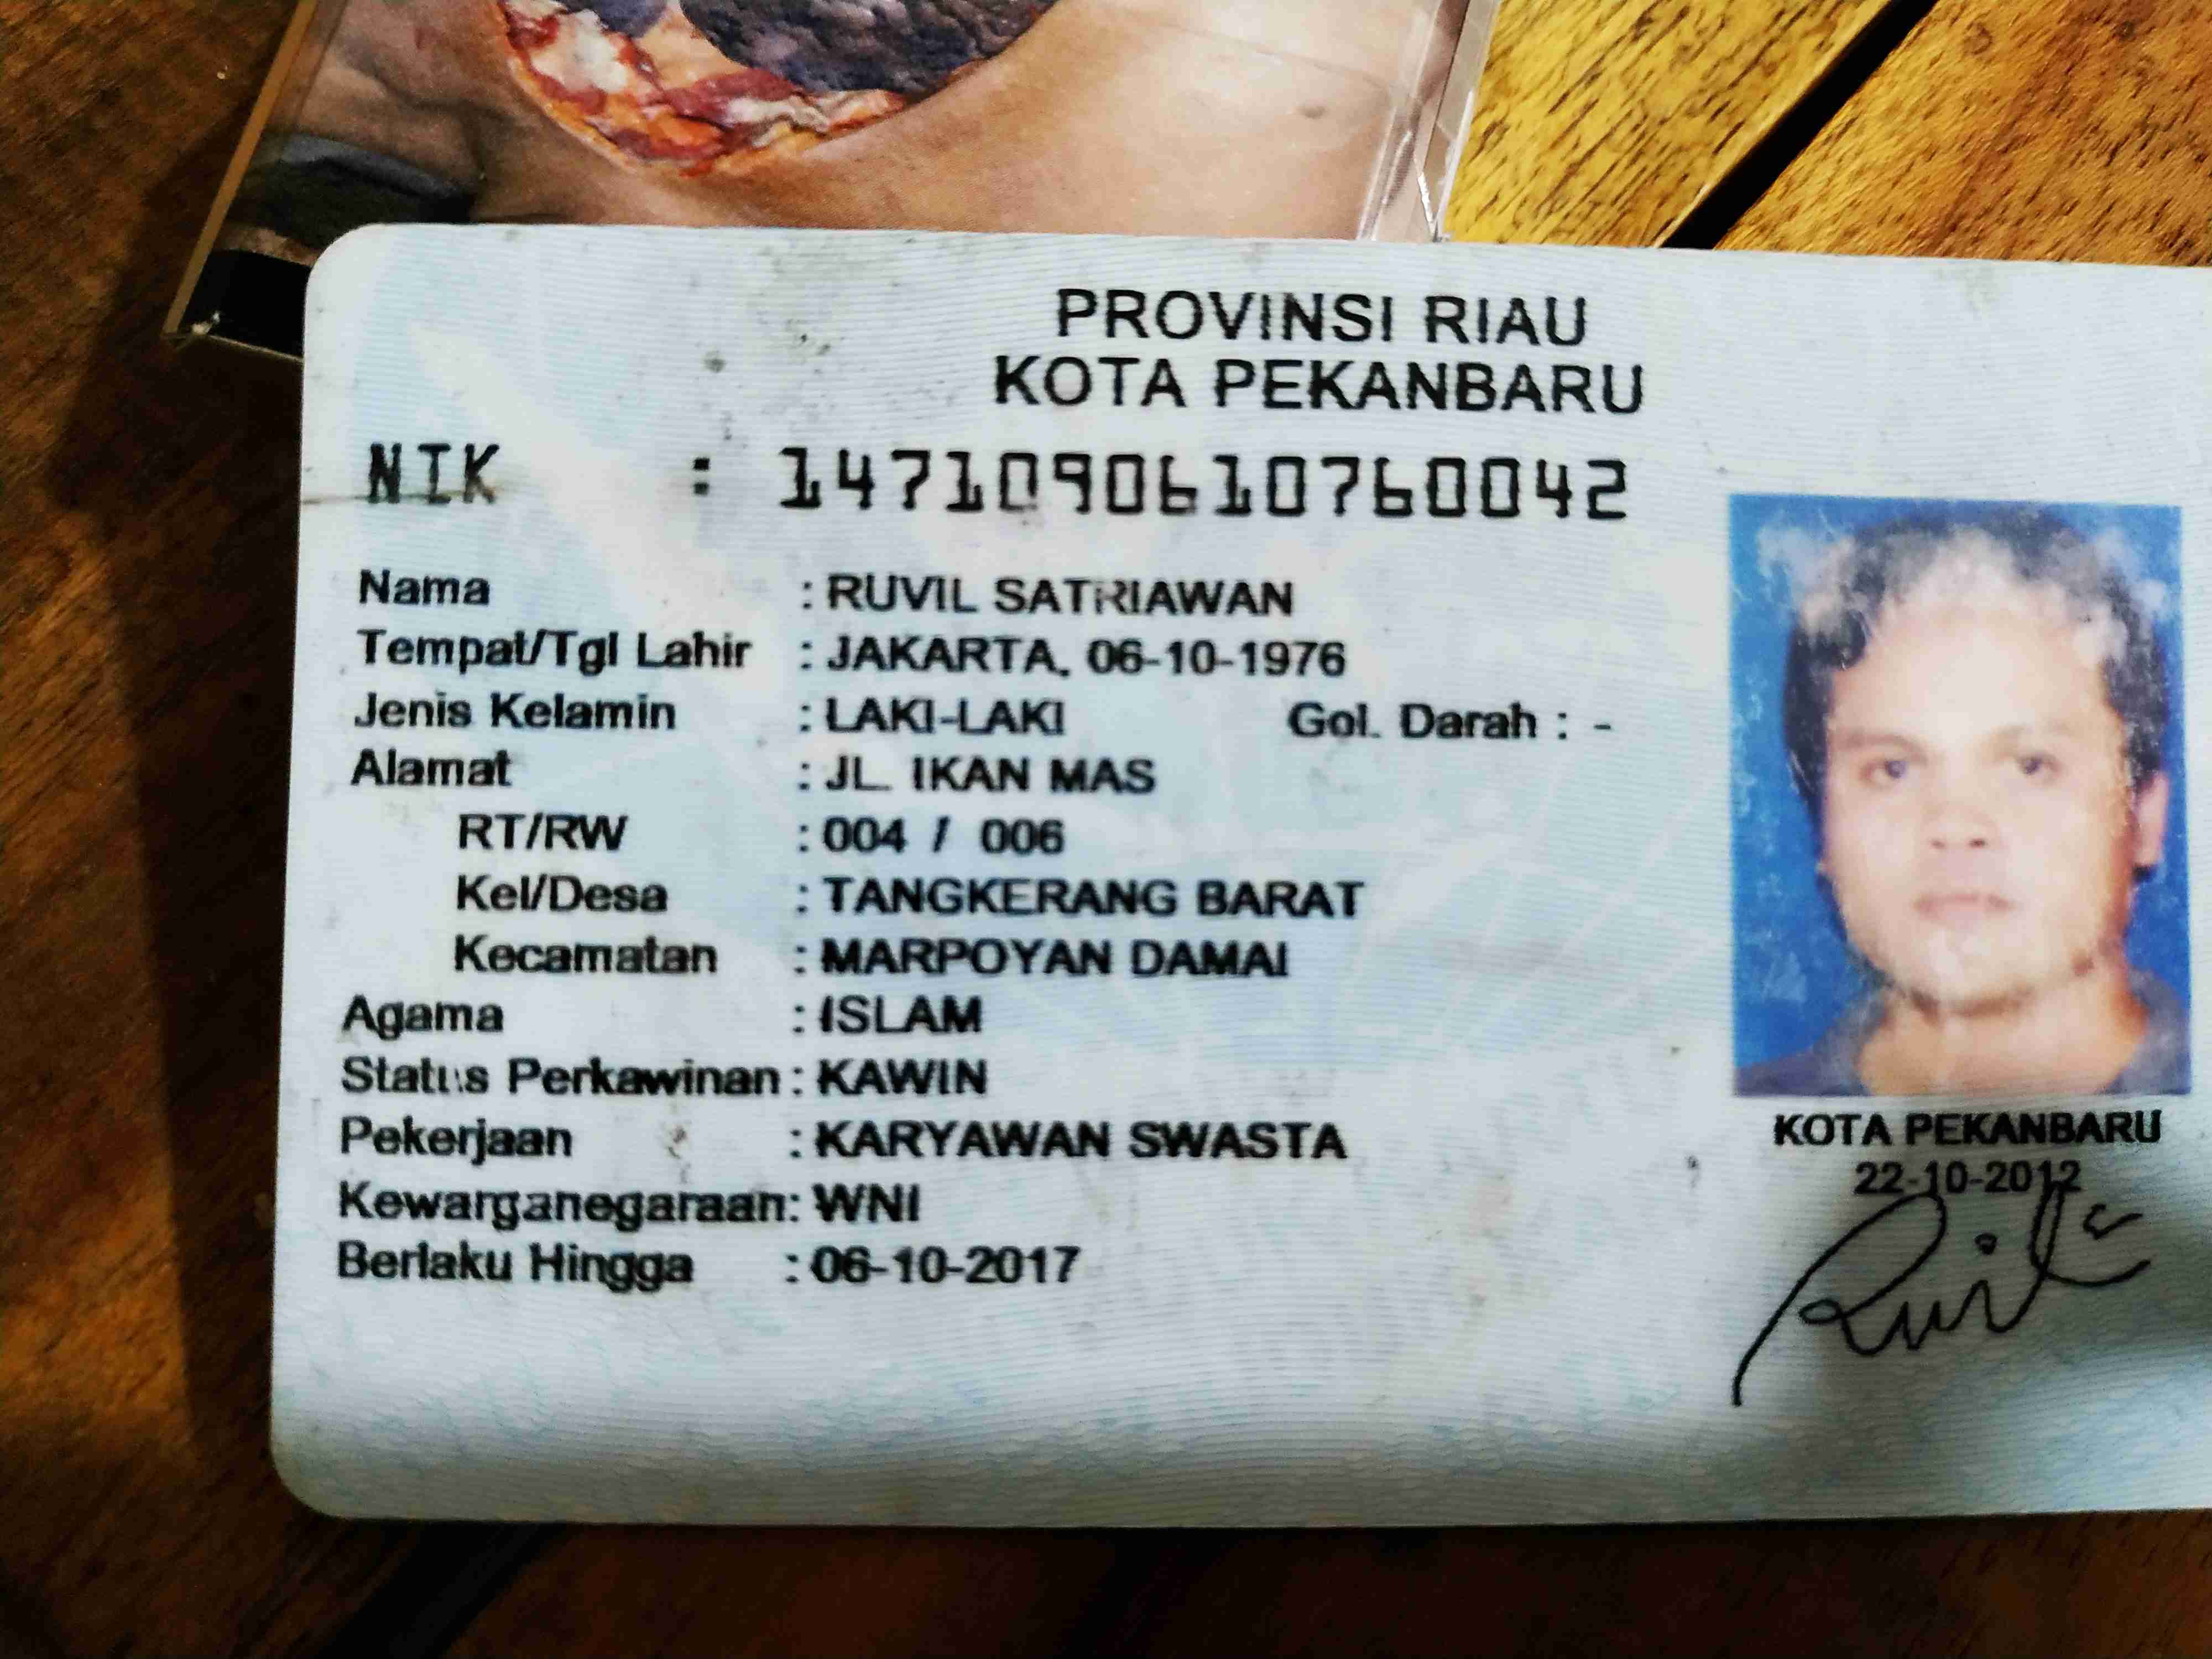 PROVINSI RIAU
KOTA PEKANBARU
NIK : 1471090610760042
Nama : RUVIL SATRIAWAN
Tempat/Tgl Lahir : JAKARTA, 06-10-1976
Jenis Kelamin : LAKI-LAKI Gol. Darah : -
Alamat : JL. IKAN MAS
RT/RW : 004 / 006
Kel/Desa : TANGKERANG BARAT
Kecamatan : MARPOYAN DAMAI
Agama : ISLAM
Status Perkawinan : KAWIN
Pekerjaan : KARYAWAN SWASTA
Kewarganegaraan: WNI
Berlaku Hingga : 06-10-2017
KOTA PEKANBARU
22-10-2012